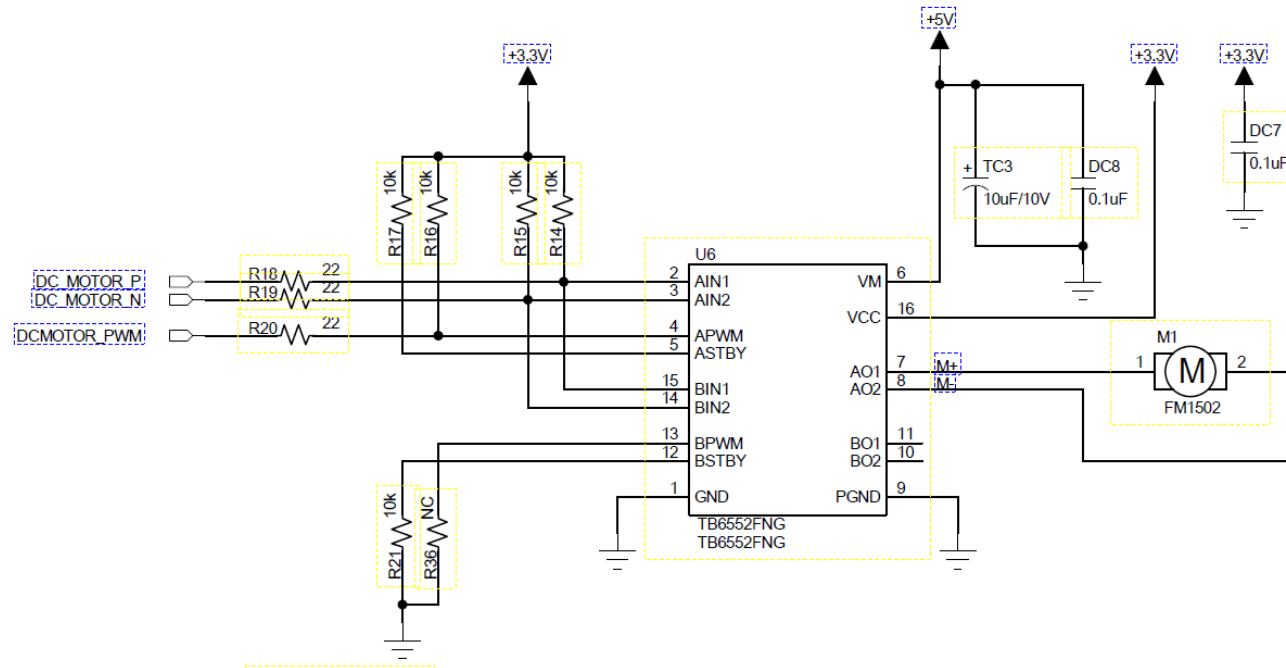 +5V
+3.3V
+3.3V
+3.3V
DC7
0.1uF
+
TC3
10uF/10V
DC8
0.1uF
10k
R17
10k
R16
10k
R15
10k
R14
U6
DC_MOTOR_P
R18
22
2
AIN1
VM
6
DC_MOTOR_N
R19
22
3
AIN2
VCC
16
DCMOTOR_PWM
R20
22
4
APWM
5
ASTBY
M1
AO1
7
M+
1
M
2
15
BIN1
AO2
8
M-
FM1502
14
BIN2
13
BPWM
BO1
11
12
BSTBY
BO2
10
10k
R21
NC
R36
1
GND
PGND
9
TB6552FNG
TB6552FNG